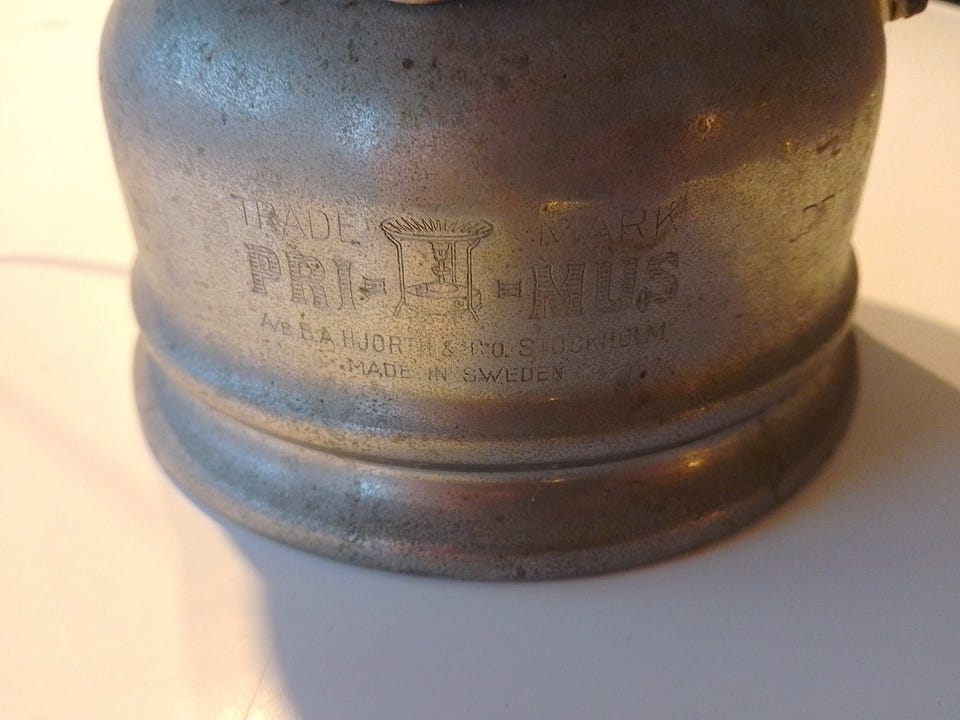 TRADE MARK
PRI-MUS
A/B B.A. HJORTH & CO. STOCKHOLM
MADE IN SWEDEN